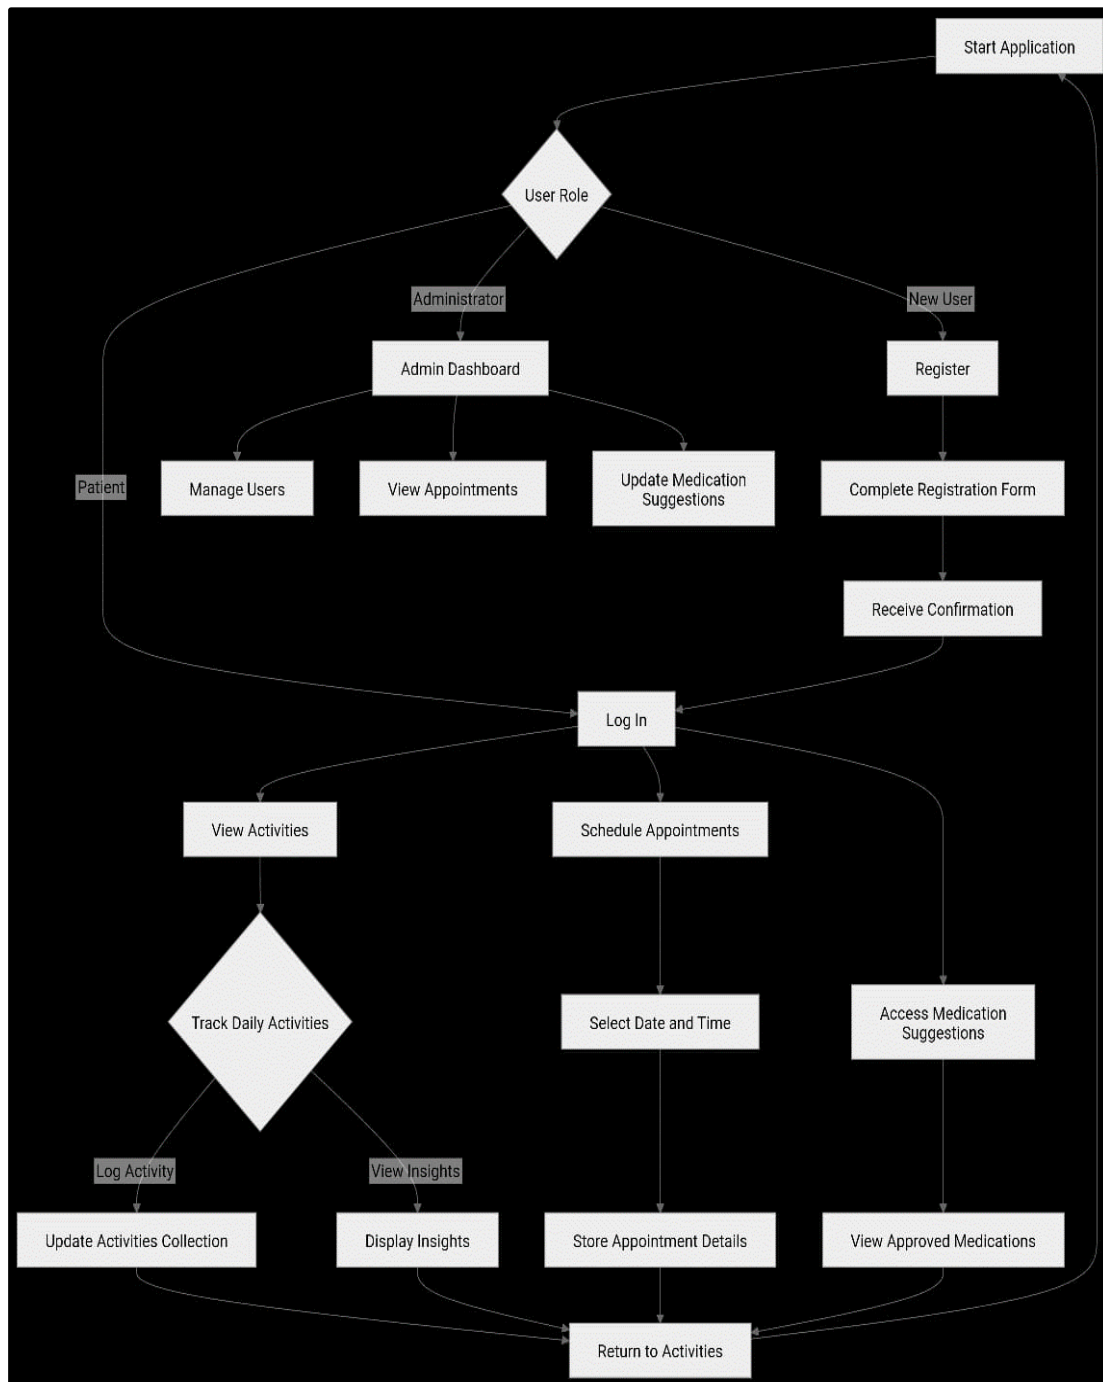 Start Application
User Role
Administrator
New User
Admin Dashboard
Register
Patient
Manage Users
View Appointments
Update Medication
Suggestions
Complete Registration Form
Receive Confirmation
Log In
View Activities
Schedule Appointments
Track Daily Activities
Select Date and Time
Access Medication
Suggestions
Log Activity
View Insights
Update Activities Collection
Display Insights
Store Appointment Details
View Approved Medications
Return to Activities